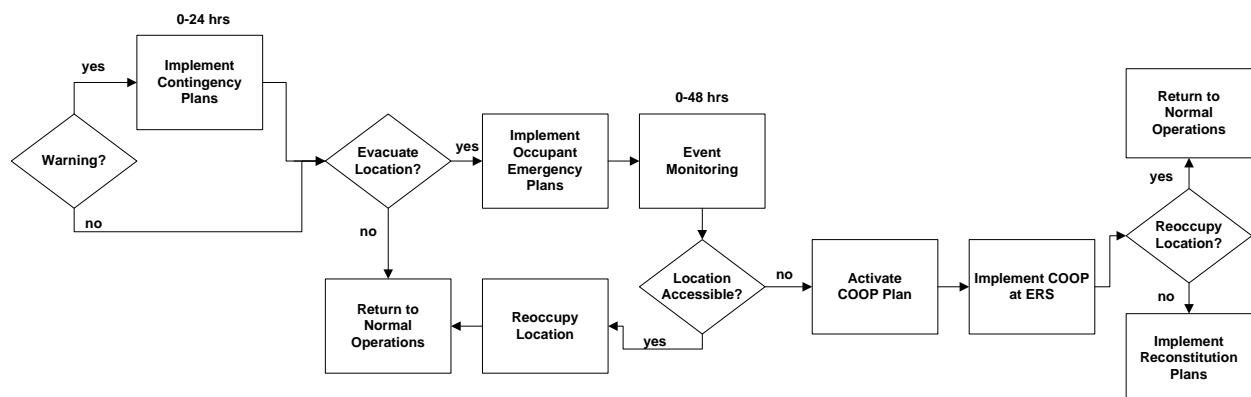 0-24 hrs
yes
Implement
Contingency
Plans
Warning?
no
Evacuate
Location?
yes
no
Implement
Occupant
Emergency
Plans
0-48 hrs
Event
Monitoring
Location
Accessible?
no
yes
Reoccupy
Location
Return to
Normal
Operations
Activate
COOP Plan
Implement COOP
at ERS
Reoccupy
Location?
yes
Return to
Normal
Operations
no
Implement
Reconstitution
Plans